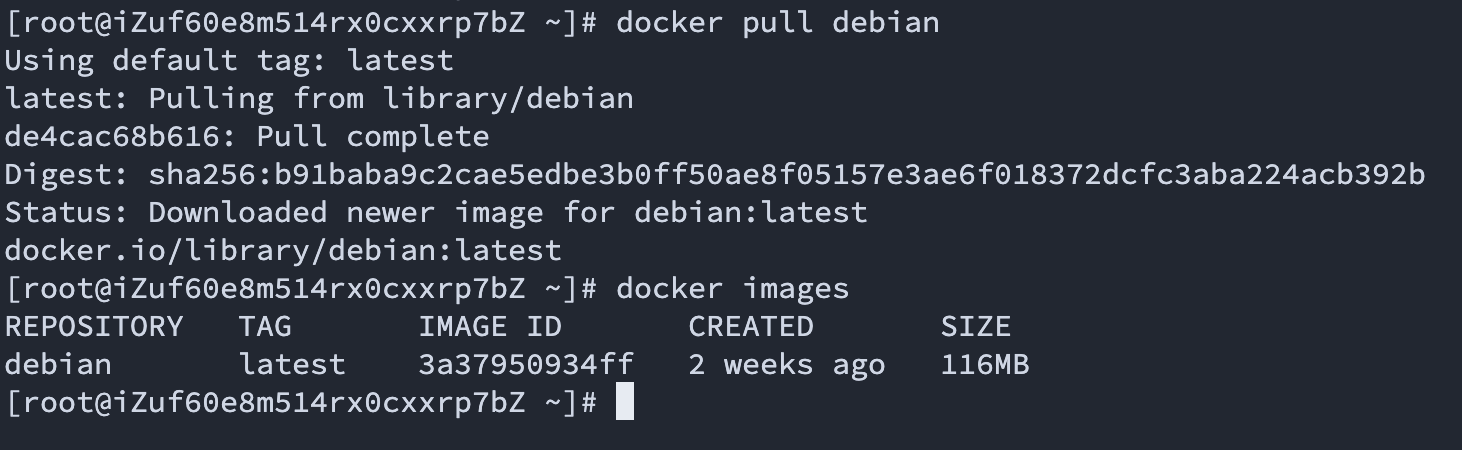 [root@iZuf60e8m514rx0cxxrp7bZ ~]# docker pull debian
Using default tag: latest
latest: Pulling from library/debian
de4cac68b616: Pull complete
Digest: sha256:b91baba9c2cae5edbe3b0ff50ae8f05157e3ae6f018372dcfc3aba224acb392b
Status: Downloaded newer image for debian:latest
docker.io/library/debian:latest
[root@iZuf60e8m514rx0cxxrp7bZ ~]# docker images
REPOSITORY   TAG       IMAGE ID       CREATED       SIZE
debian       latest    3a37950934ff   2 weeks ago   116MB
[root@iZuf60e8m514rx0cxxrp7bZ ~]#